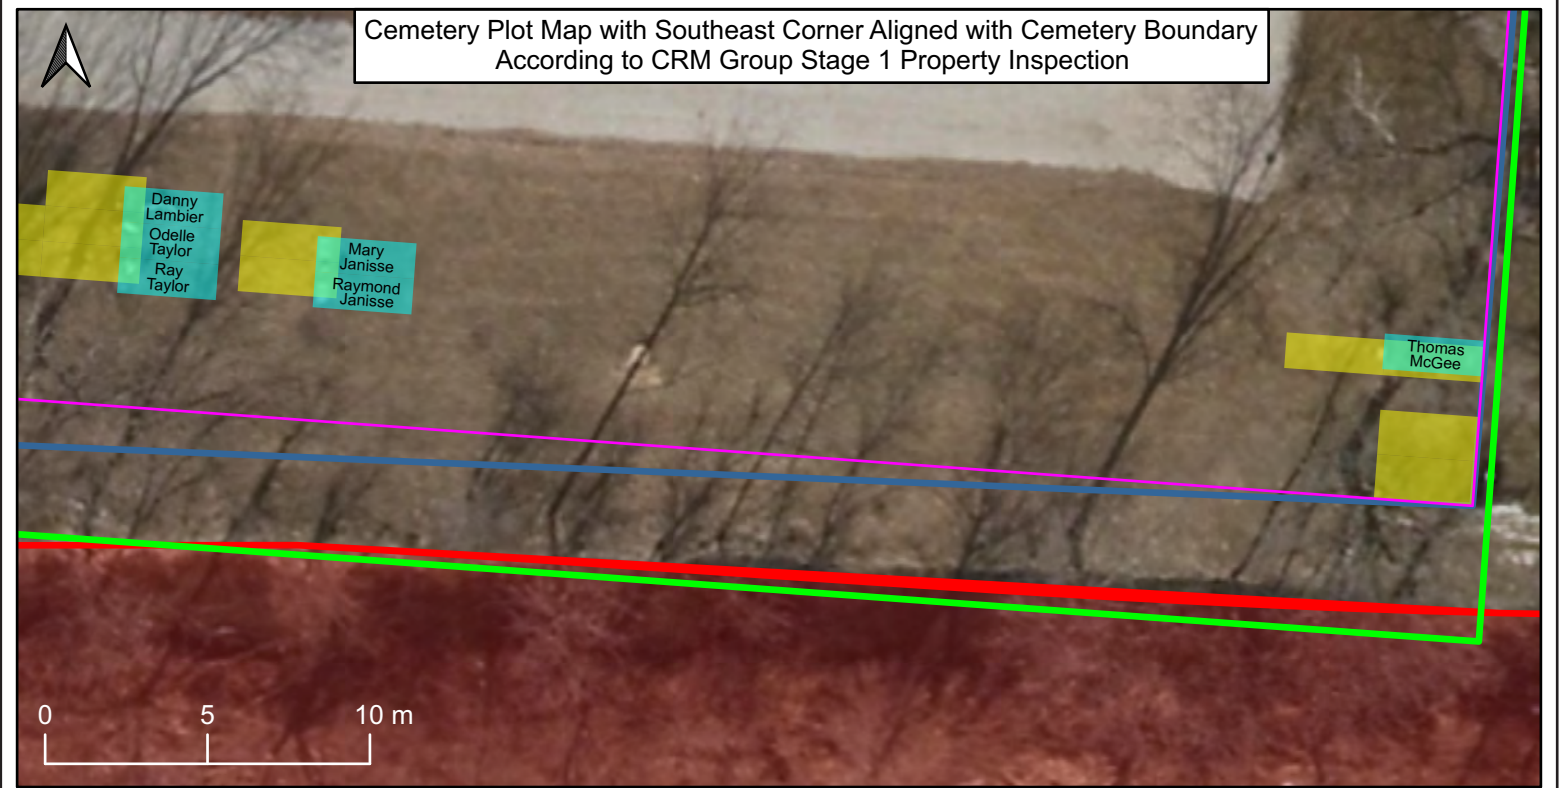 Cemetery Plot Map with Southeast Corner Aligned with Cemetery Boundary
According to CRM Group Stage 1 Property Inspection
Danny
Lambier
Odelle
Taylor
Ray
Taylor
Mary
Janisse
Raymond
Janisse
Thomas
McGee
0 5 10 m